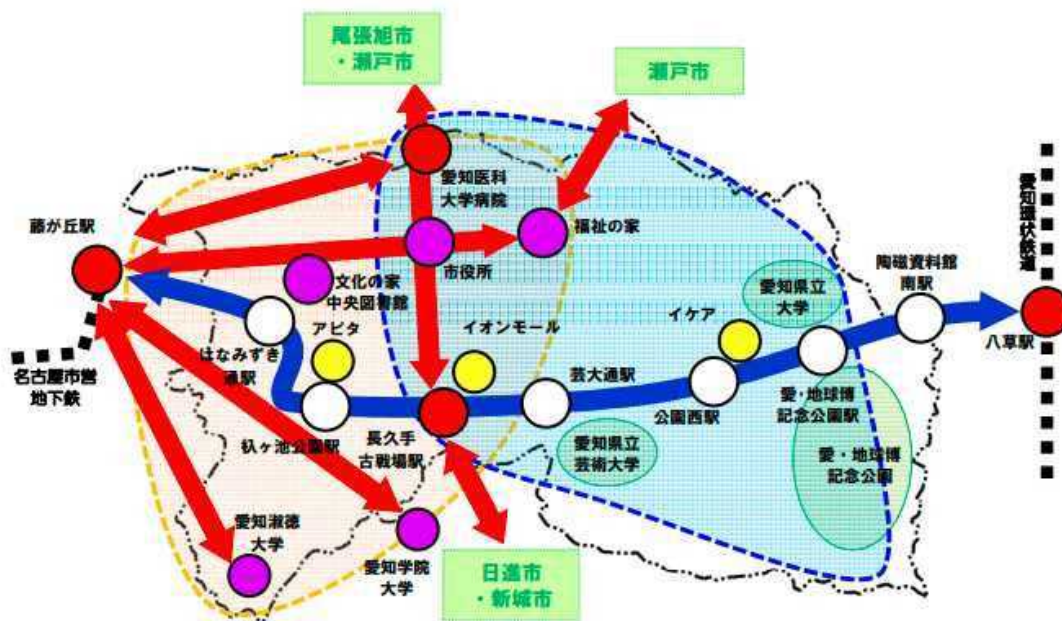 尾張旭市
・瀬戸市
瀬戸市
愛知医科
大学病院
藤が丘駅
福祉の家
市役所
愛知環状鉄道
文化の家
中央図書館
陶磁資料館
南駅
愛知県立
大学
アピタ
イオンモール
イケア
はなみずき
通駅
八草駅
名古屋市営
地下鉄
芸大通駅
公園西駅
愛・地球博
記念公園駅
杁ヶ池公園駅
長久手
古戦場駅
愛知県立
芸術大学
愛・地球博
記念公園
愛知淑徳
大学
愛知学院
大学
日進市
・新城市